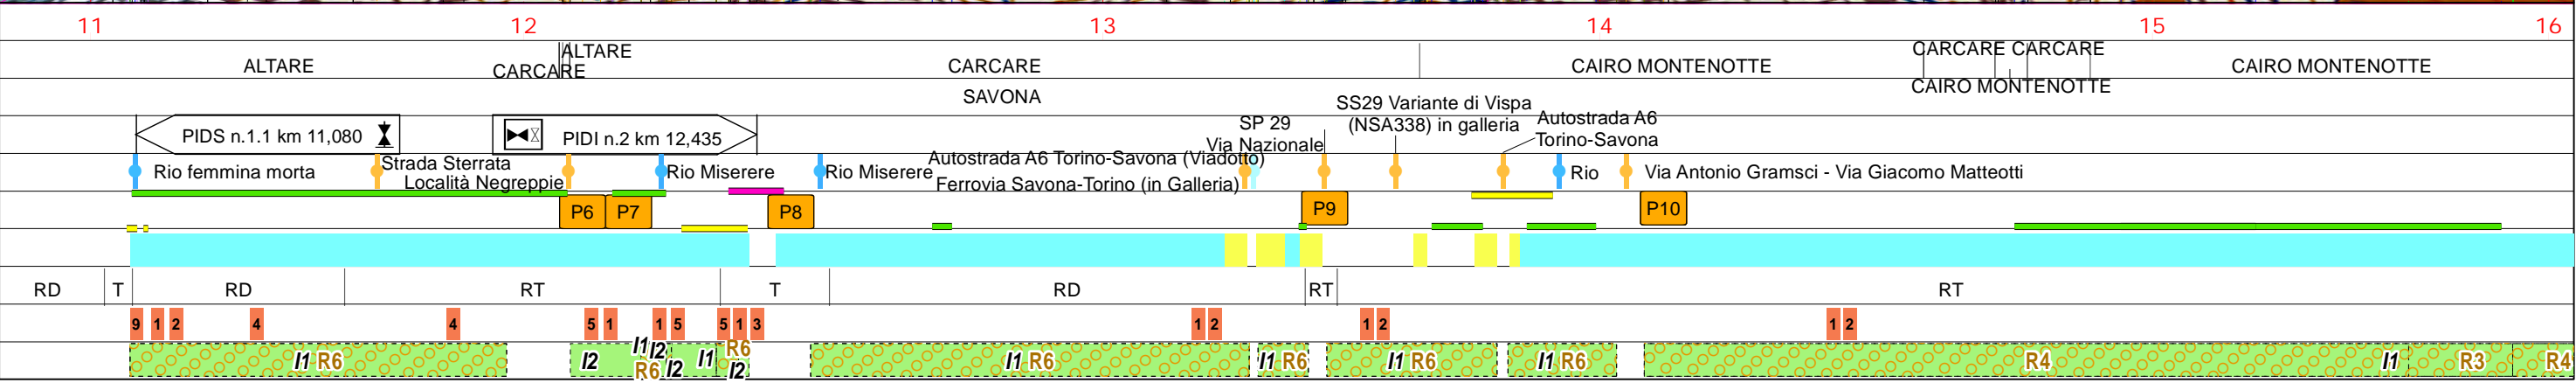 11 12 13 14 15 16
ALTARE CARCARE ALTARE CARCARE CAIRO MONTENOTTE CARCARE CARCARE CAIRO MONTENOTTE CAIRO MONTENOTTE
SAVONA
PIDS n.1.1 km 11,080
PIDI n.2 km 12,435
SP 29
Via Nazionale
SS29 Variante di Vispa
(NSA338) in galleria
Autostrada A6
Torino-Savona
Rio femmina morta
Strada Sterrata
Località Negreppie
Rio Miserere
Rio Miserere
Autostrada A6 Torino-Savona (Viadotto)
Ferrovia Savona-Torino (in Galleria)
Rio
Via Antonio Gramsci - Via Giacomo Matteotti
P6 P7 P8 P9 P10
RD T RD RT T RD RT RT
9 1 2 4 4 5 1 1 5 5 1 3 1 2 1 2 1 2
I1 R6 I2 I1 R6 I2 I2 I1 R6 I2 I1 R6 I1 R6 I1 R6 I1 R6 R4 I1 R3 R4